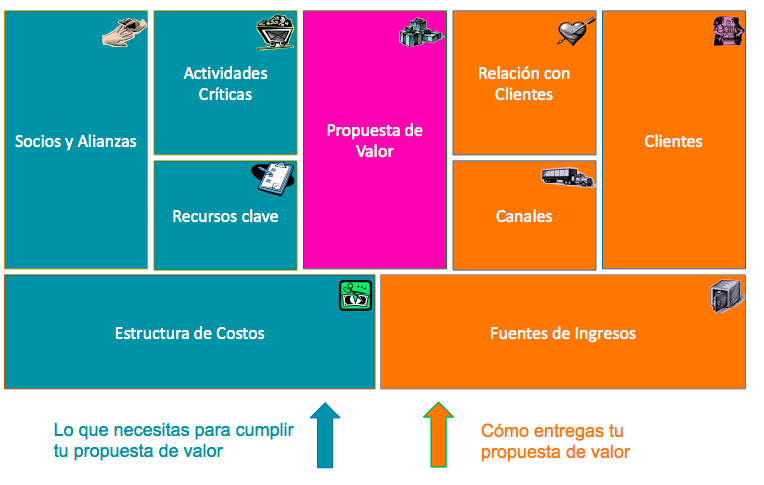 Socios y Alianzas
Actividades
Críticas
Recursos clave
Propuesta de
Valor
Relación con
Clientes
Canales
Clientes
Estructura de Costos
Fuentes de Ingresos
Lo que necesitas para cumplir
tu propuesta de valor
Cómo entregas tu
propuesta de valor